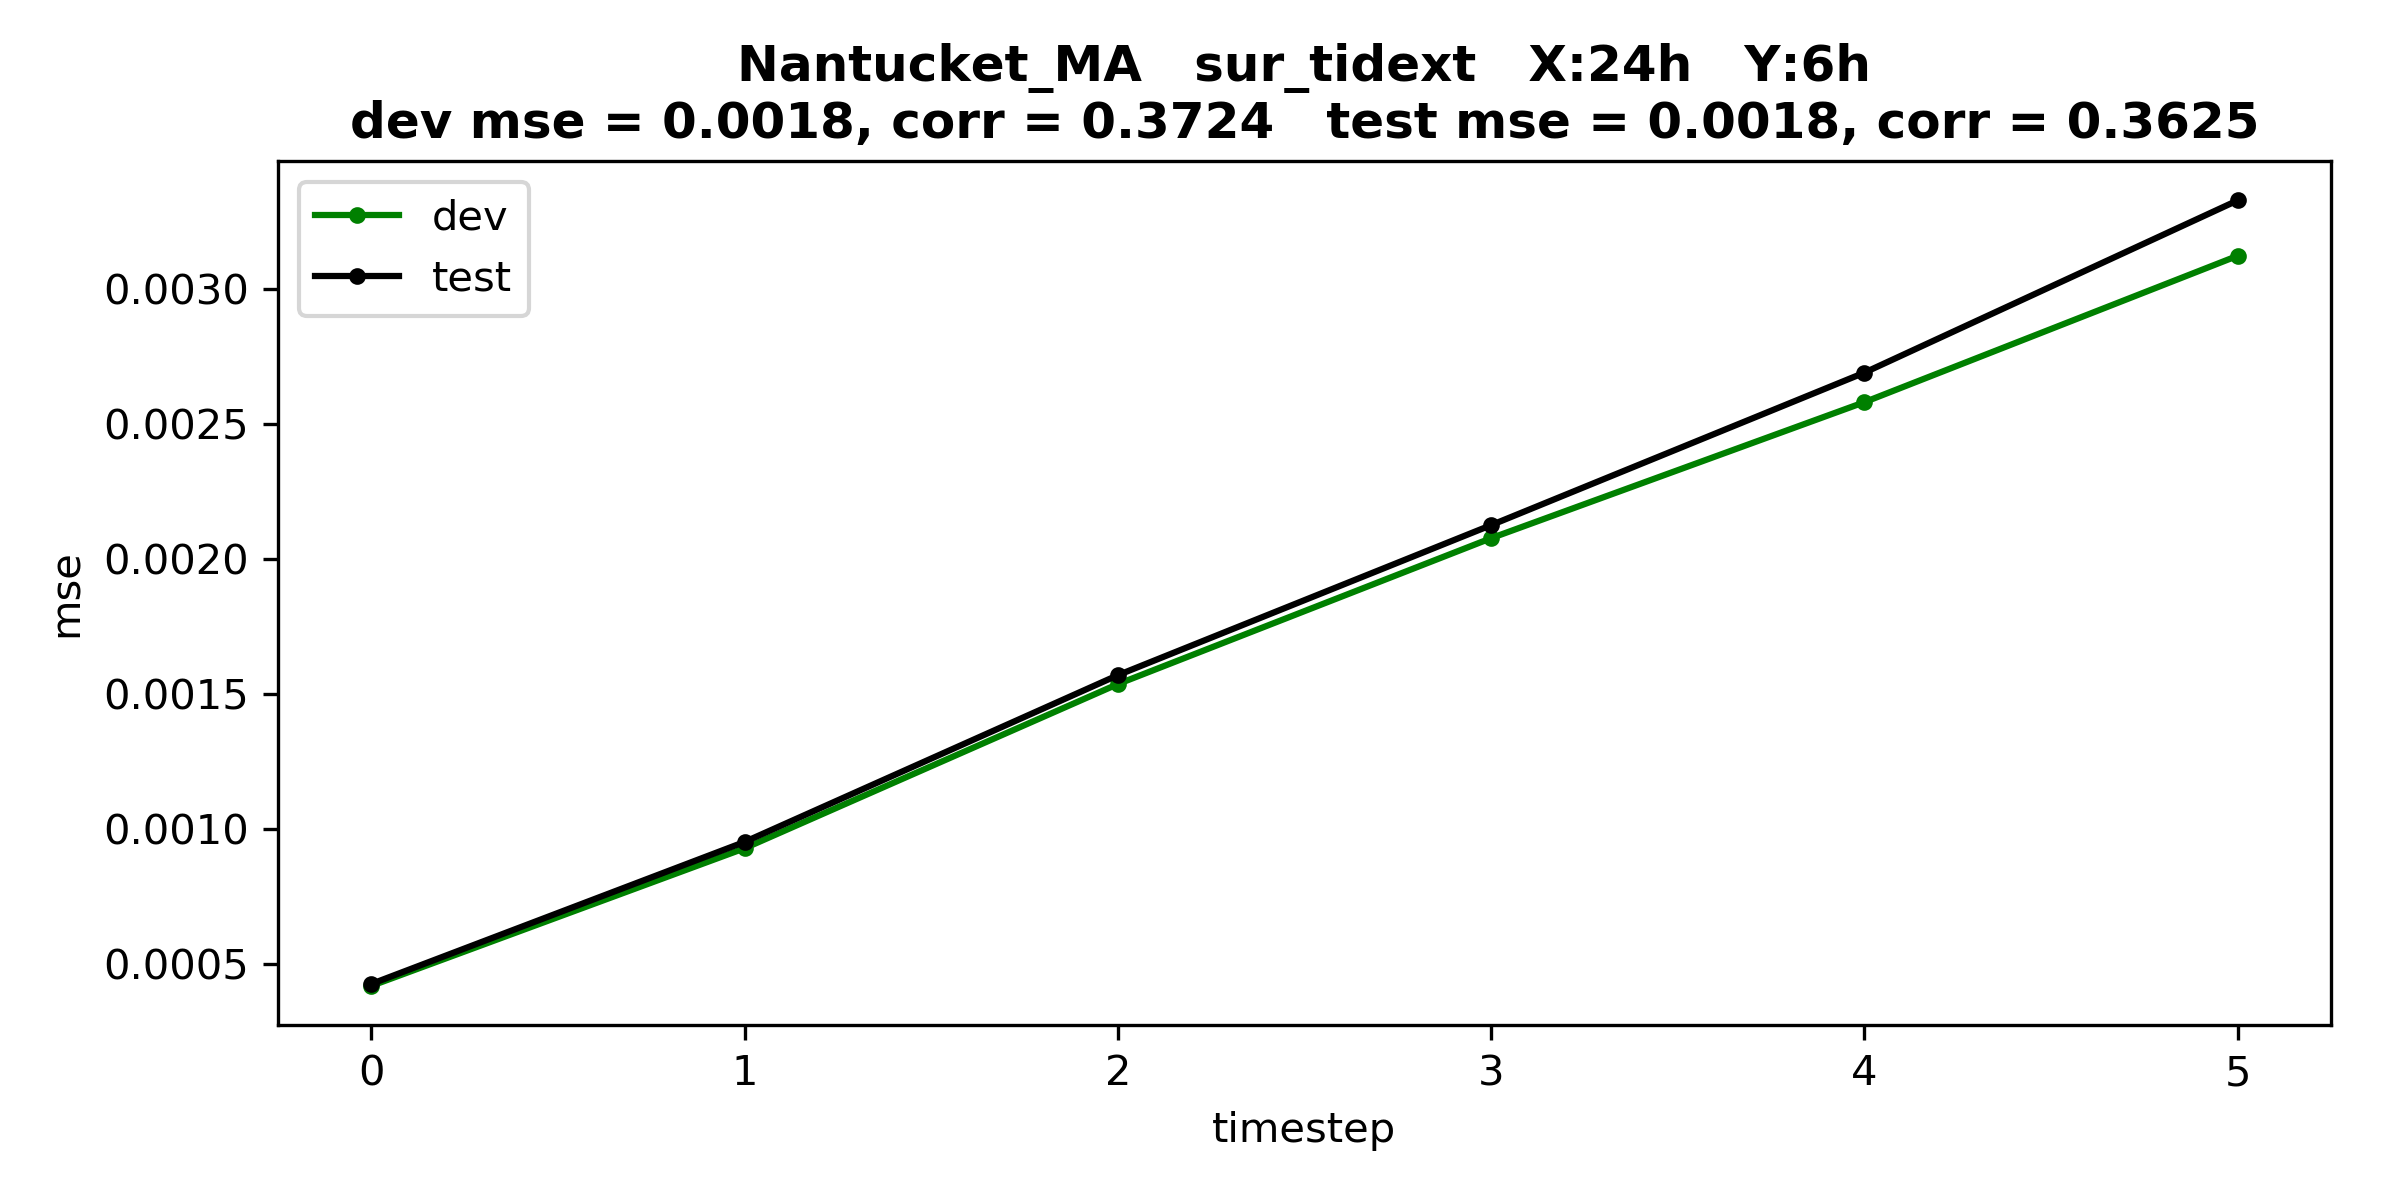 Nantucket_MA   sur_tidext   X:24h   Y:6h
dev mse = 0.0018, corr = 0.3724   test mse = 0.0018, corr = 0.3625
dev
test
0.0030
0.0025
0.0020
0.0015
0.0010
0.0005
mse
0 1 2 3 4 5
timestep